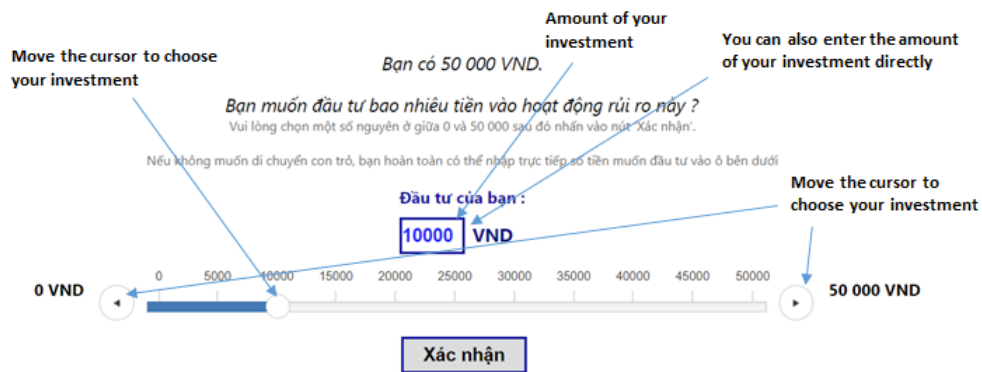 Amount of your
investment
Move the cursor to choose
your investment
You can also enter the amount
of your investment directly
Bạn có 50 000 VND.
Bạn muốn đầu tư bao nhiêu tiền vào hoạt động rủi ro này ?
Vui lòng chọn một số nguyên ở giữa 0 và 50 000 sau đó nhấn vào nút 'Xác nhận'.
Nếu không muốn di chuyển con trỏ, bạn hoàn toàn có thể nhập trực tiếp số tiền muốn đầu tư vào ô bên dưới
Move the cursor to
choose your investment
Đầu tư của bạn :
10000 VND
0 5000 10000 15000 20000 25000 30000 35000 40000 45000 50000
0 VND 50 000 VND
Xác nhận